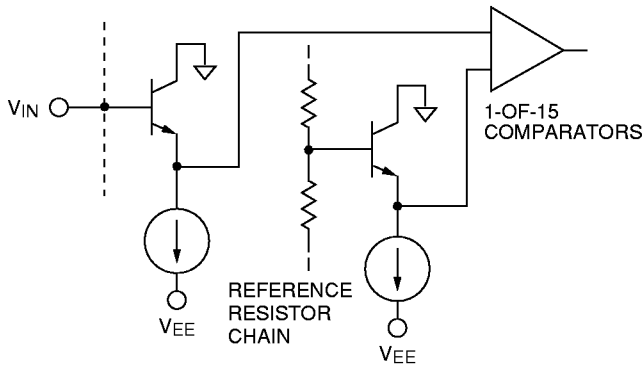 VIN
1-OF-15
COMPARATORS
REFERENCE
RESISTOR
CHAIN
VEE
VEE